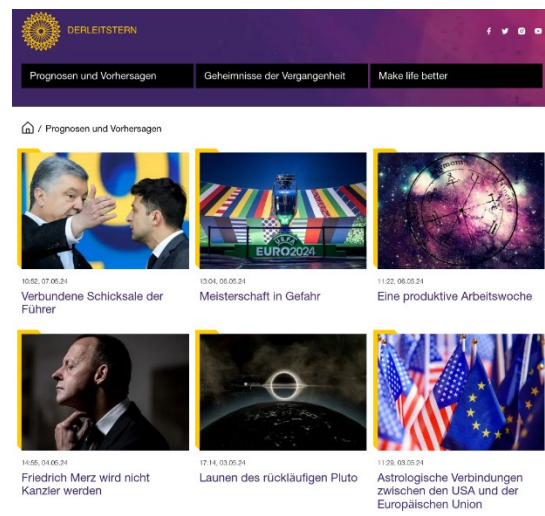 DERLEITSTERN
Prognosen und Vorhersagen
Geheimnisse der Vergangenheit
Make life better
/ Prognosen und Vorhersagen
EURO2024
10:52, 07.05.24
Verbundene Schicksale der
Führer
13:04, 06.05.24
Meisterschaft in Gefahr
11:22, 06.05.24
Eine produktive Arbeitswoche
14:55, 04.05.24
Friedrich Merz wird nicht
Kanzler werden
17:14, 03.05.24
Launen des rückläufigen Pluto
11:29, 03.05.24
Astrologische Verbindungen
zwischen den USA und der
Europäischen Union